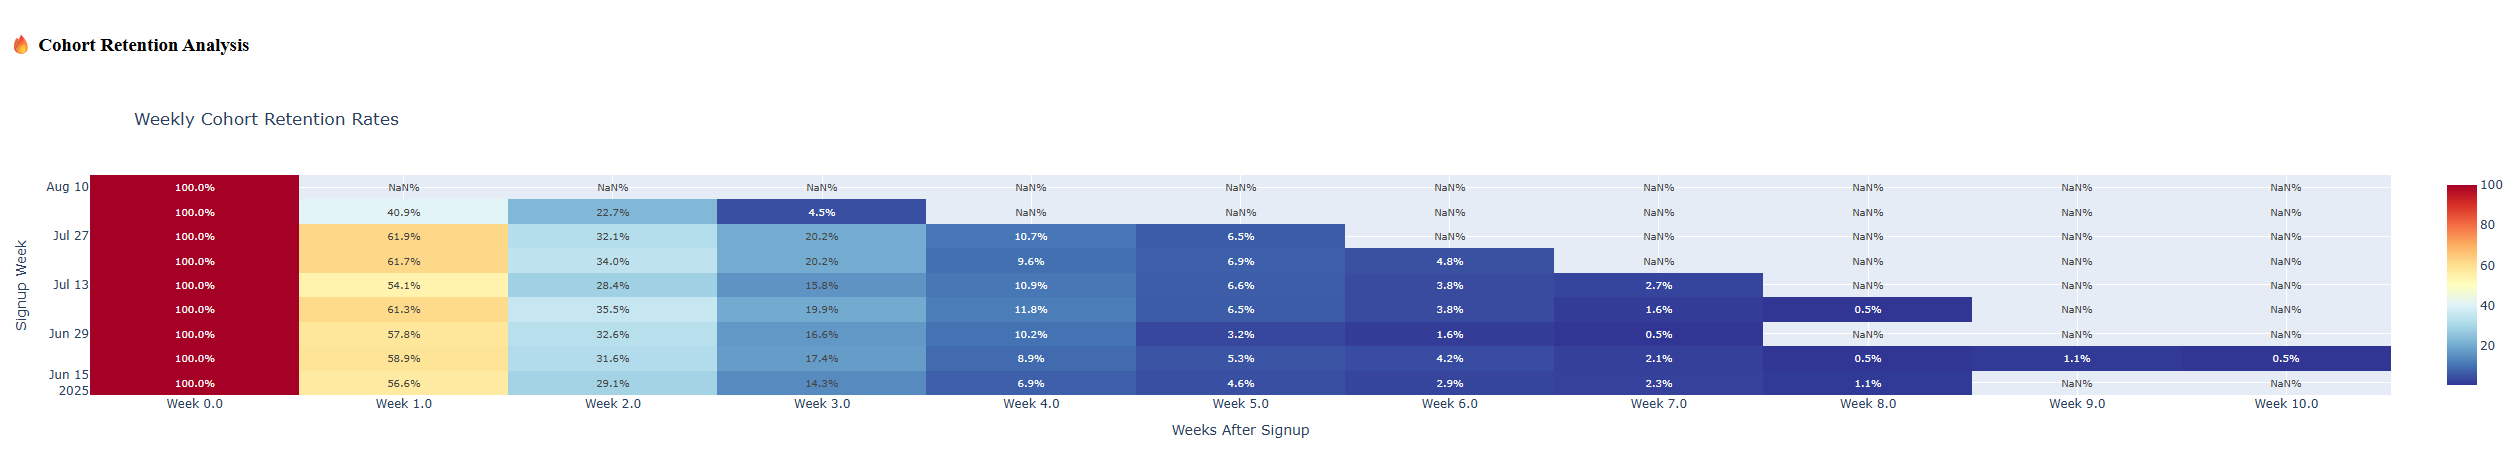 🔥 Cohort Retention Analysis
Weekly Cohort Retention Rates
Signup Week
Aug 10 100.0% NaN% NaN% NaN% NaN% NaN% NaN% NaN% NaN% NaN% NaN%
100.0% 40.9% 22.7% 4.5% NaN% NaN% NaN% NaN% NaN% NaN% NaN%
Jul 27 100.0% 61.9% 32.1% 20.2% 10.7% 6.5% NaN% NaN% NaN% NaN% NaN%
100.0% 61.7% 34.0% 20.2% 9.6% 6.9% 4.8% NaN% NaN% NaN% NaN%
Jul 13 100.0% 54.1% 28.4% 15.8% 10.9% 6.6% 3.8% 2.7% NaN% NaN% NaN%
100.0% 61.3% 35.5% 19.9% 11.8% 6.5% 3.8% 1.6% 0.5% NaN% NaN%
Jun 29 100.0% 57.8% 32.6% 16.6% 10.2% 3.2% 1.6% 0.5% NaN% NaN% NaN%
100.0% 58.9% 31.6% 17.4% 8.9% 5.3% 4.2% 2.1% 0.5% 1.1% 0.5%
Jun 15 100.0% 56.6% 29.1% 14.3% 6.9% 4.6% 2.9% 2.3% 1.1% NaN% NaN%
2025
Week 0.0 Week 1.0 Week 2.0 Week 3.0 Week 4.0 Week 5.0 Week 6.0 Week 7.0 Week 8.0 Week 9.0 Week 10.0
Weeks After Signup
100
80
60
40
20